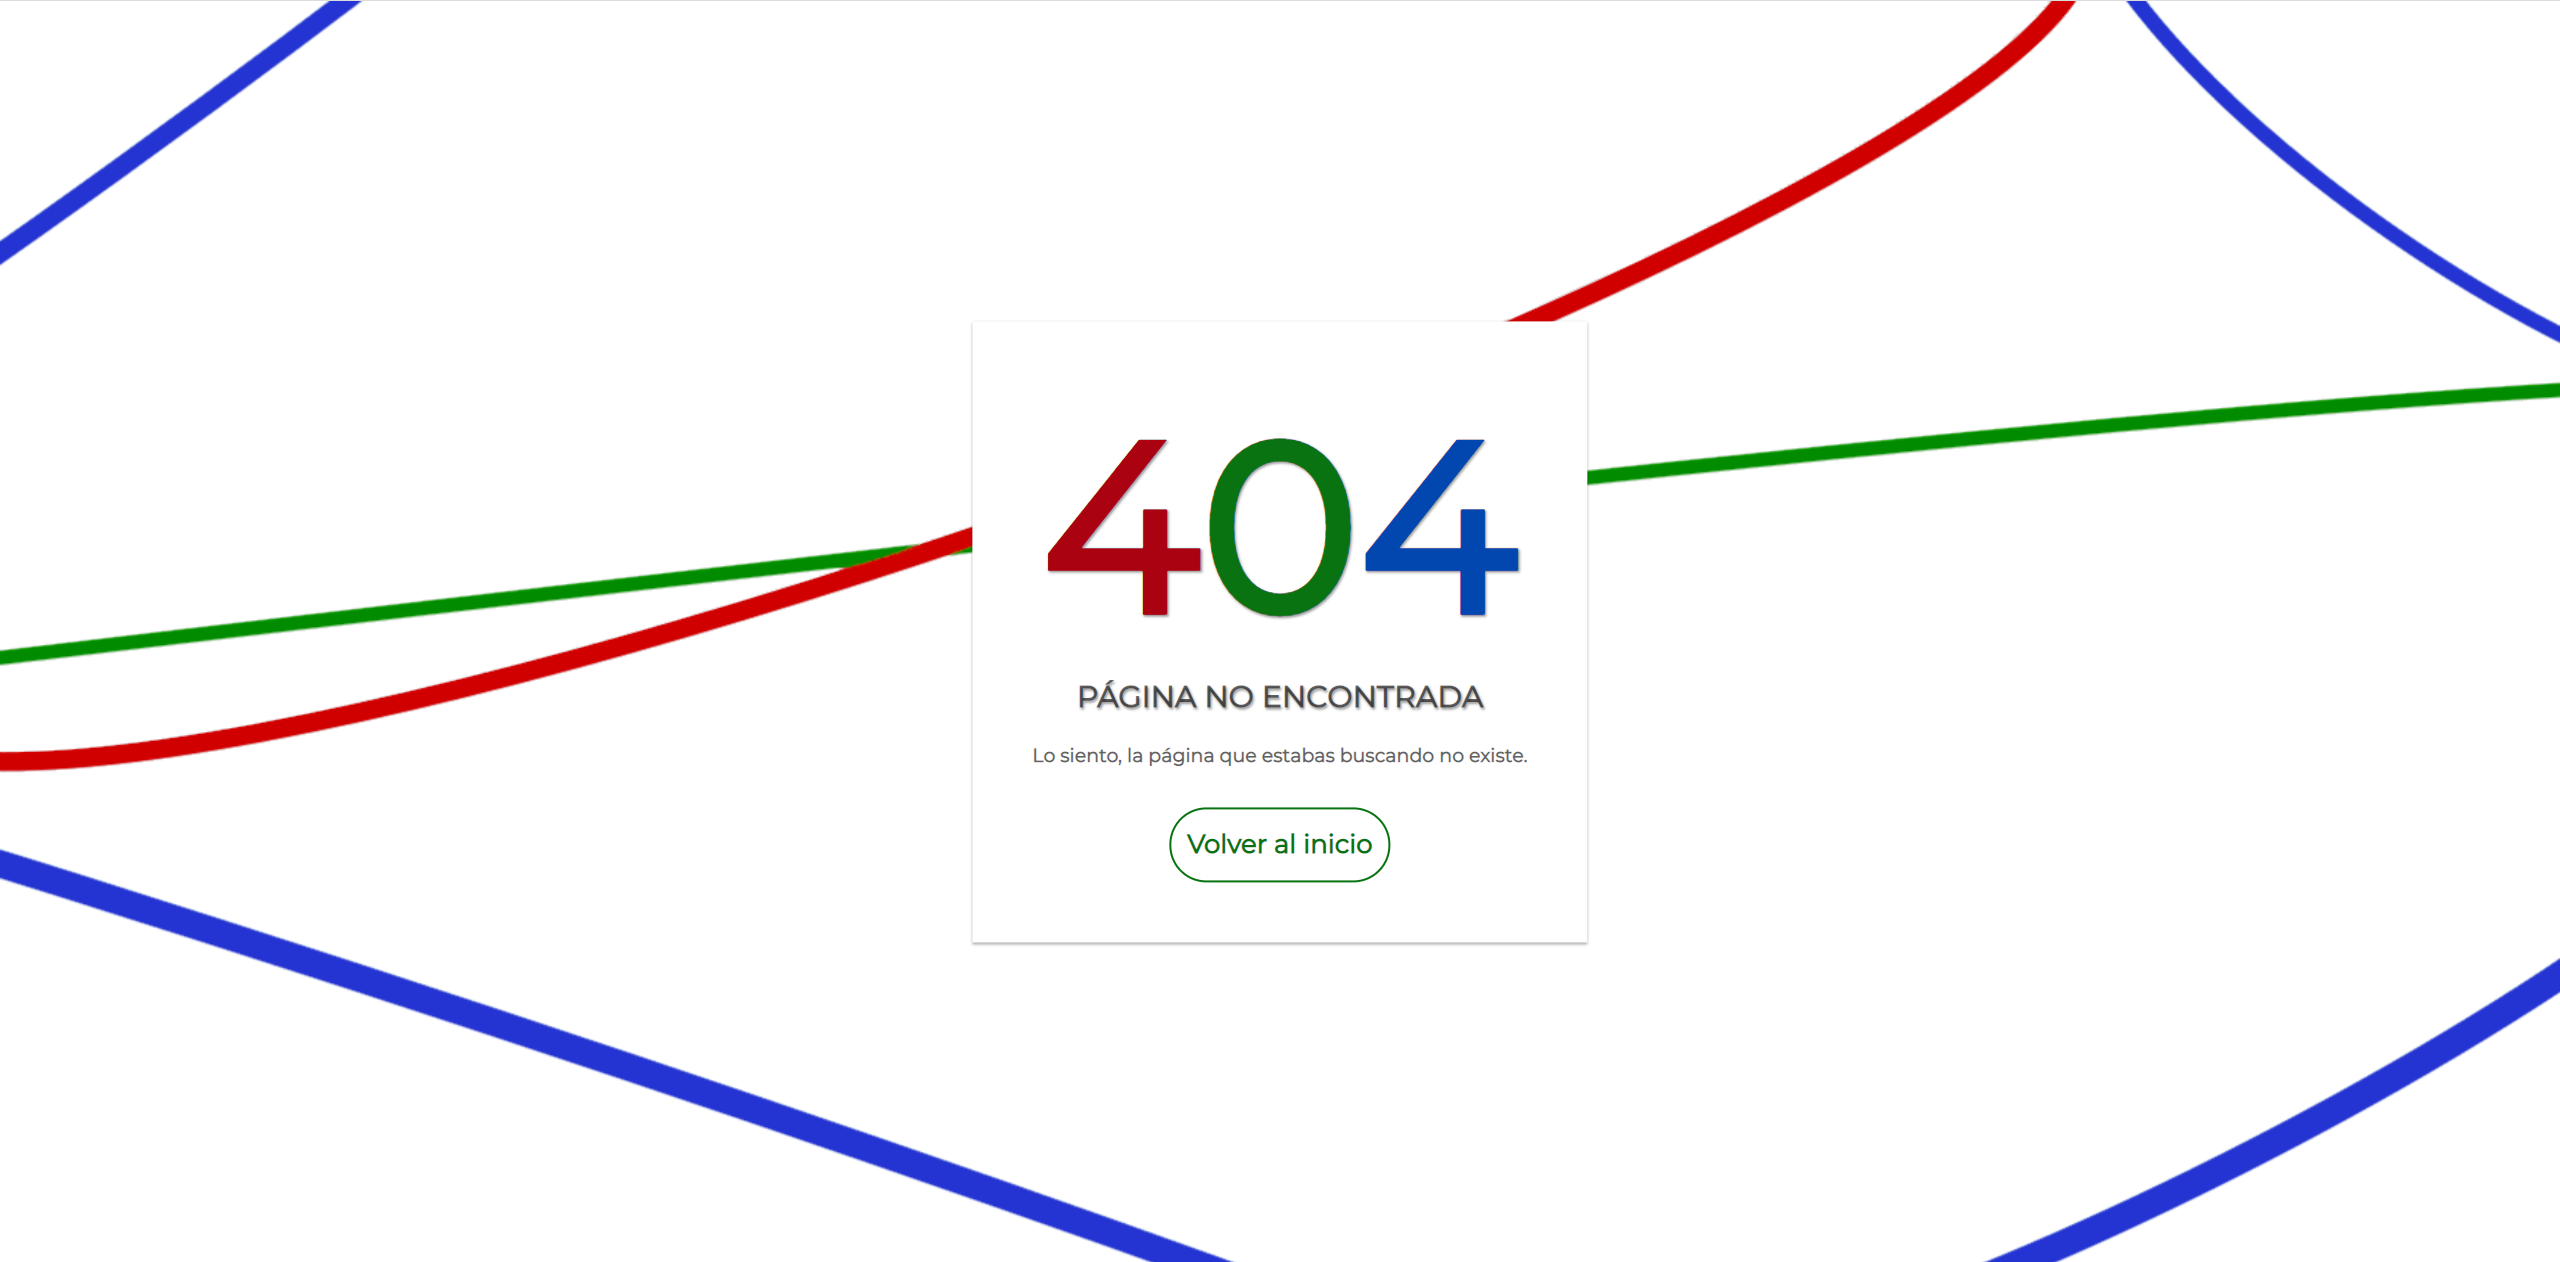 404
PÁGINA NO ENCONTRADA
Lo siento, la página que estabas buscando no existe.
Volver al inicio